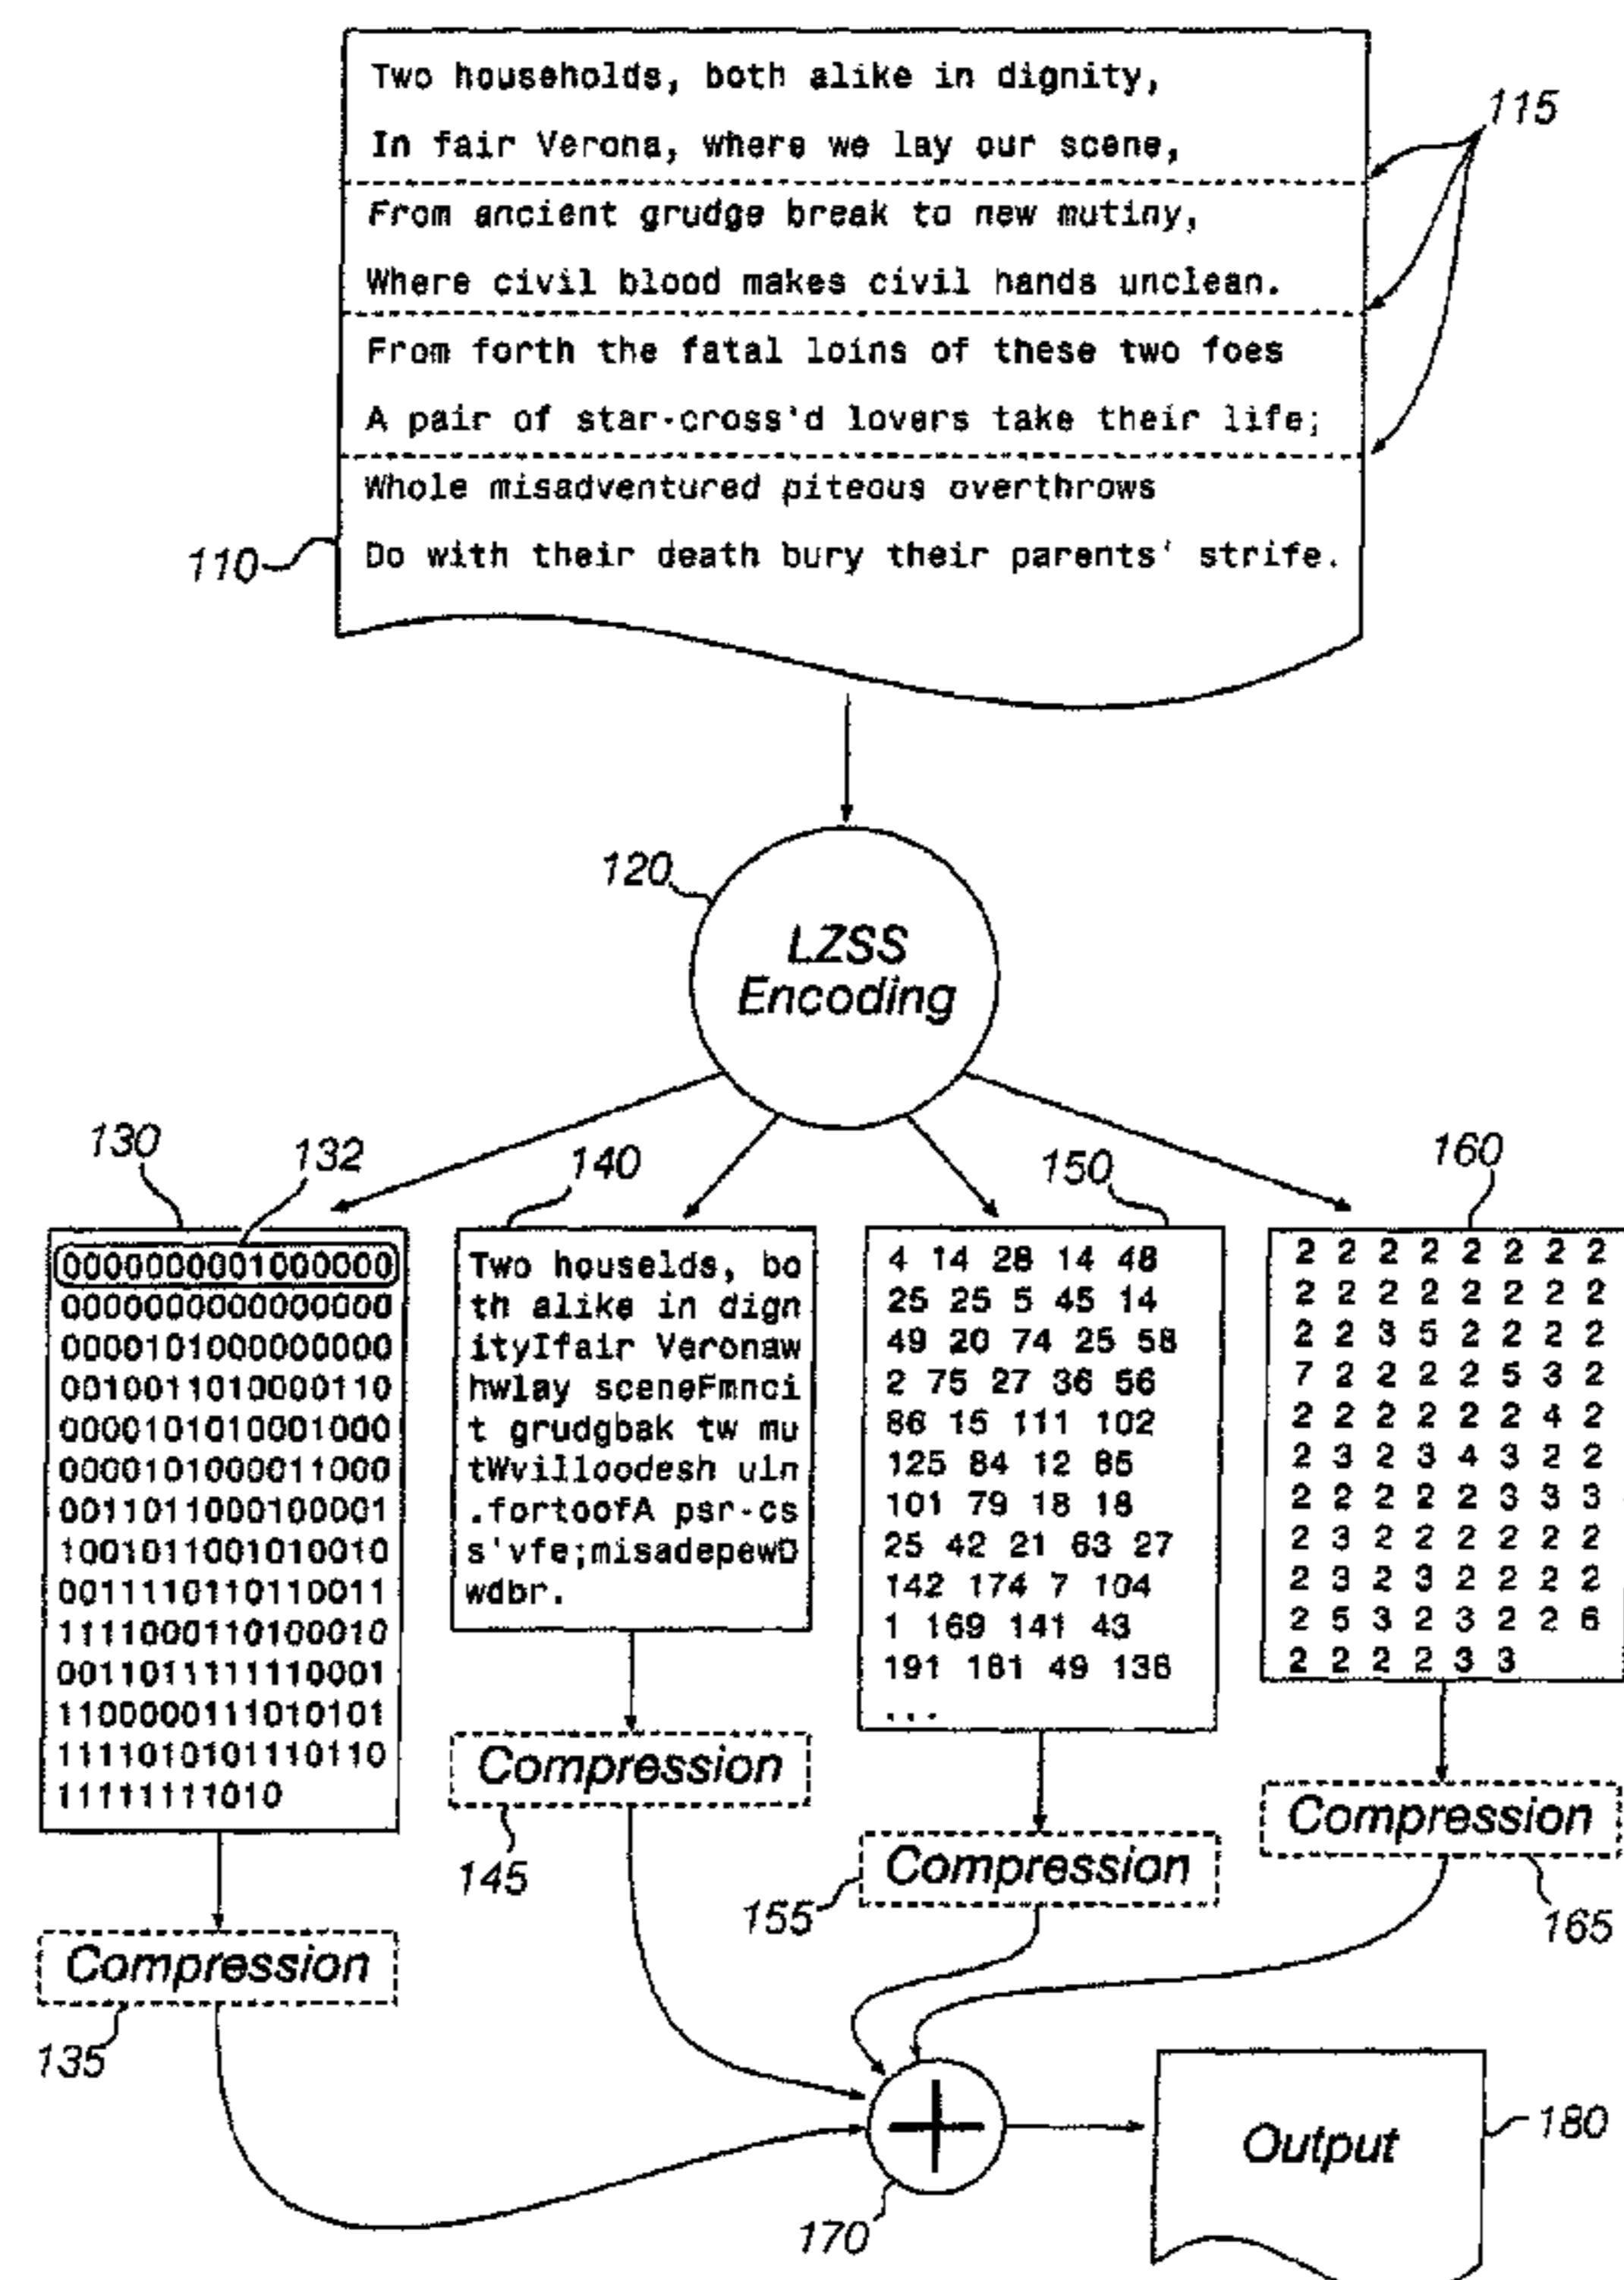 Two households, both alike in dignity,
In fair Verona, where we lay our scene,
From ancient grudge break to new mutiny,
Where civil blood makes civil hands unclean.
From forth the fatal loins of these two foes
A pair of star-cross'd lovers take their life;
Whole misadventured piteous overthrows
Do with their death bury their parents' strife.
115
110
120
LZSS
Encoding
130
132
140
150
160
0000000001000000
0000000000000000
0000101000000000
0010011010000110
0000101010001000
0000101000011000
0011011000100001
1001011001010010
0011110110110011
1111000110100010
0011011111110001
1100000111010101
1111010101110110
11111111010
Two houselds, bo
th alike in dign
ityIfair Veronaw
hwlay sceneFmnci
t grudgbak tw mu
tWvilloodesh uln
.fortoofA psr-cs
s'vfe;misadepewD
wdbr.
4 14 28 14 48
25 25 5 45 14
49 20 74 25 58
2 75 27 36 56
86 15 111 102
125 84 12 85
101 79 18 18
25 42 21 63 27
142 174 7 104
1 169 141 43
191 181 49 136
...
2 2 2 2 2 2 2 2
2 2 2 2 2 2 2 2
2 2 3 5 2 2 2 2
7 2 2 2 2 5 3 2
2 2 2 2 2 2 4 2
2 3 2 3 4 3 2 2
2 2 2 2 2 3 3 3
2 3 2 2 2 2 2 2
2 3 2 3 2 2 2 2
2 5 3 2 3 2 2 6
2 2 2 2 3 3
Compression
135
Compression
145
Compression
155
Compression
165
170
Output
180